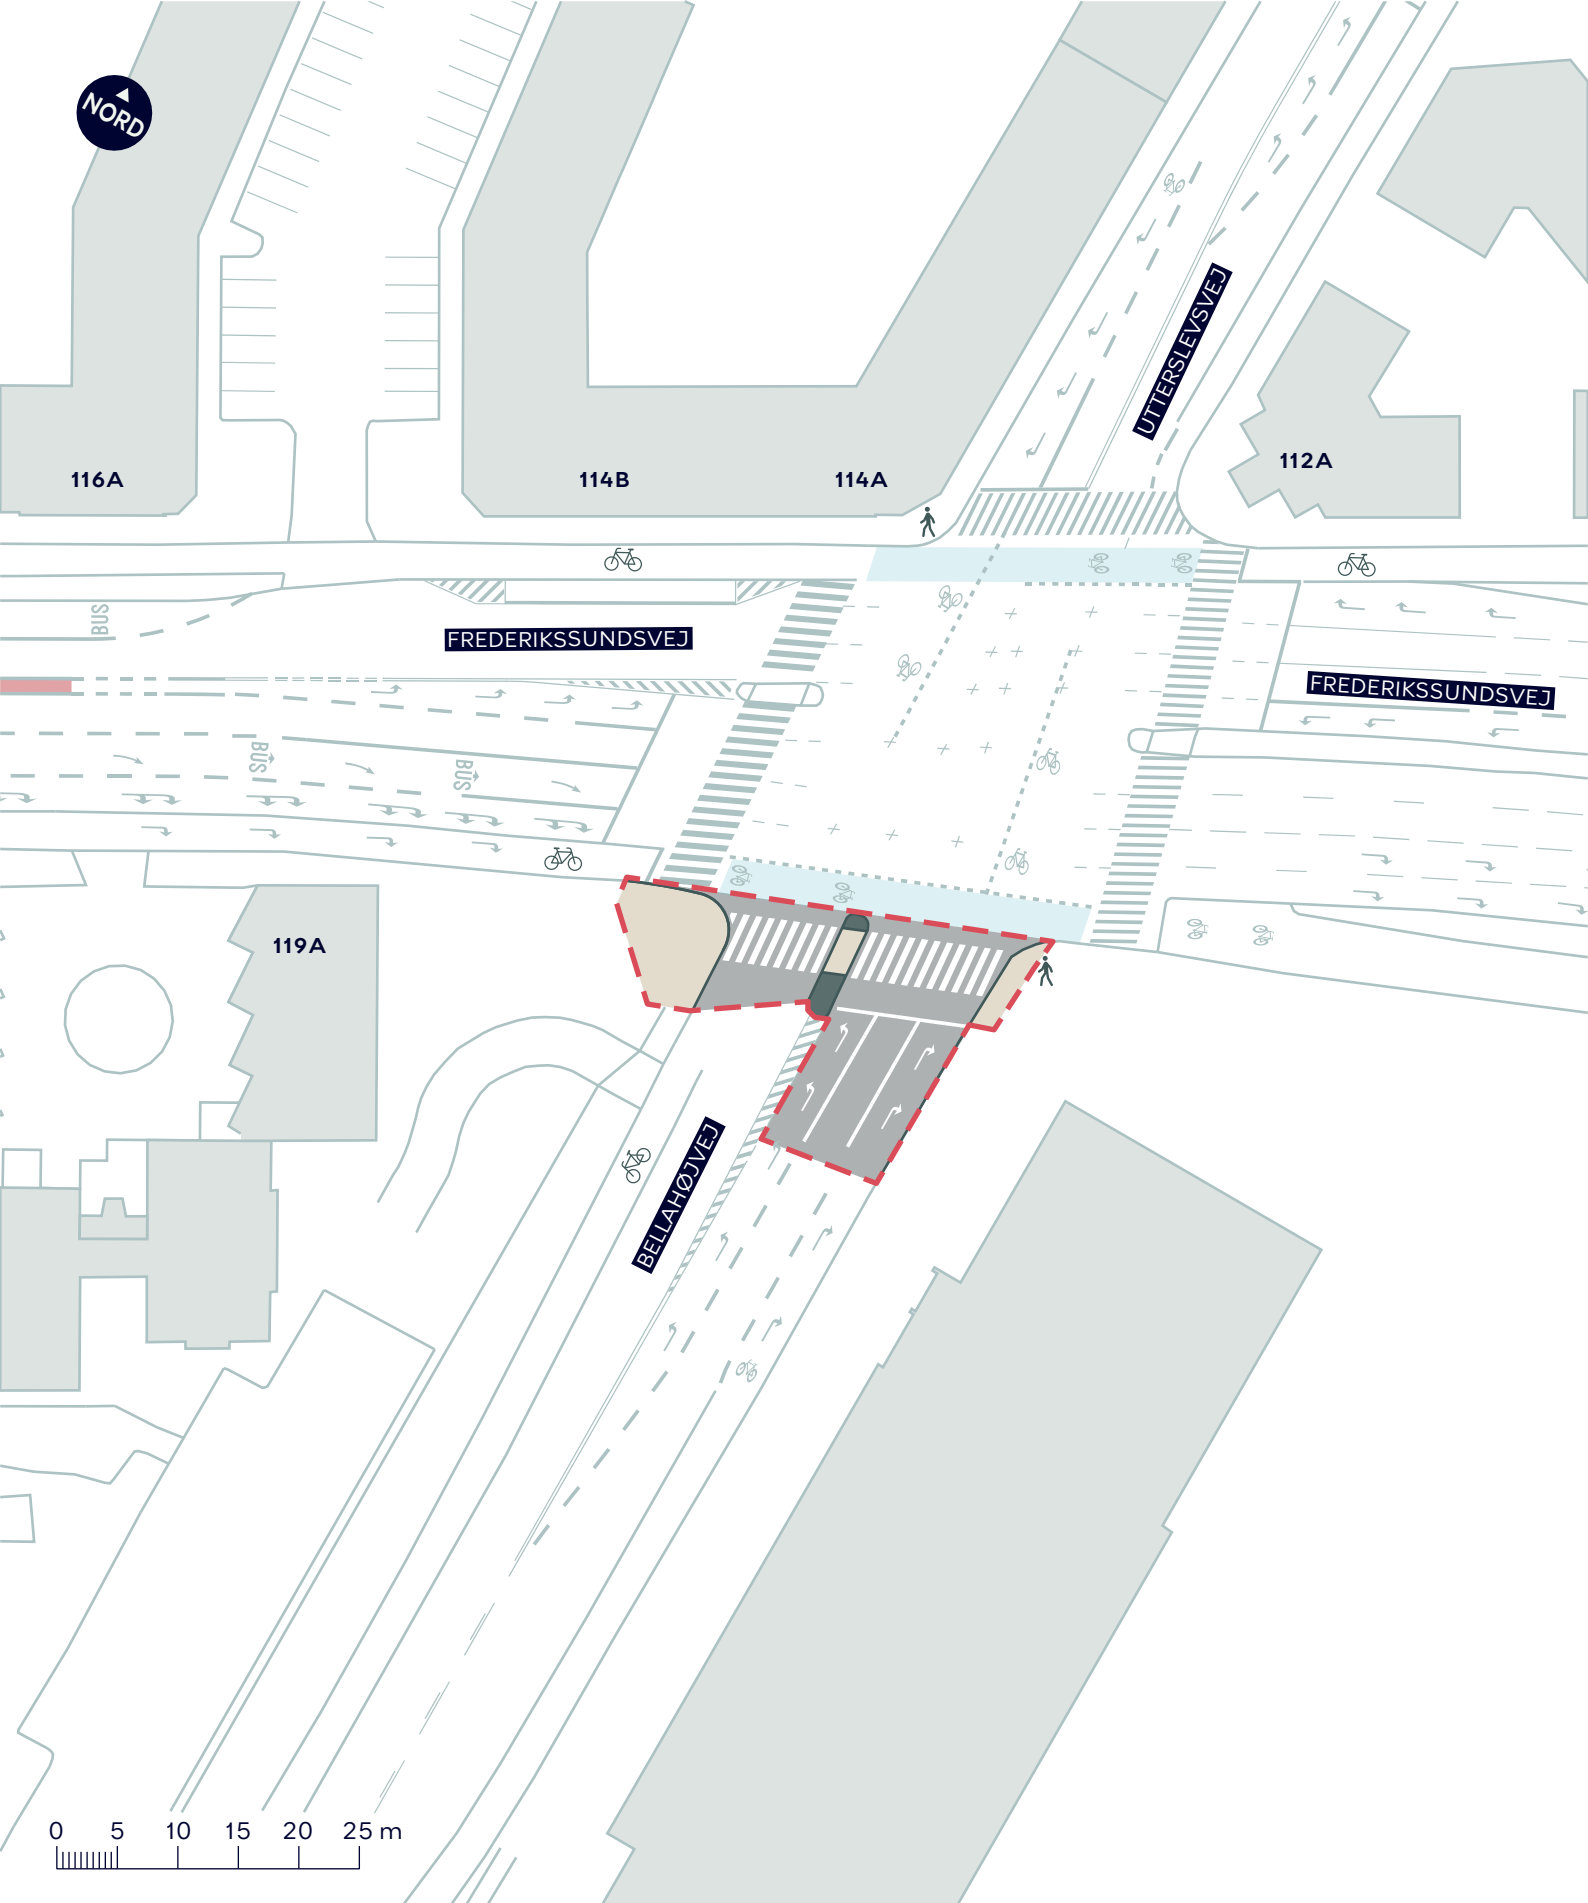 NORD
UTTERSLEVSVEJ
116A
114B
114A
112A
BUS
FREDERIKSSUNDSVEJ
FREDERIKSSUNDSVEJ
BUS
BUS
119A
BELLAHØJVEJ
0 5 10 15 20 25 m